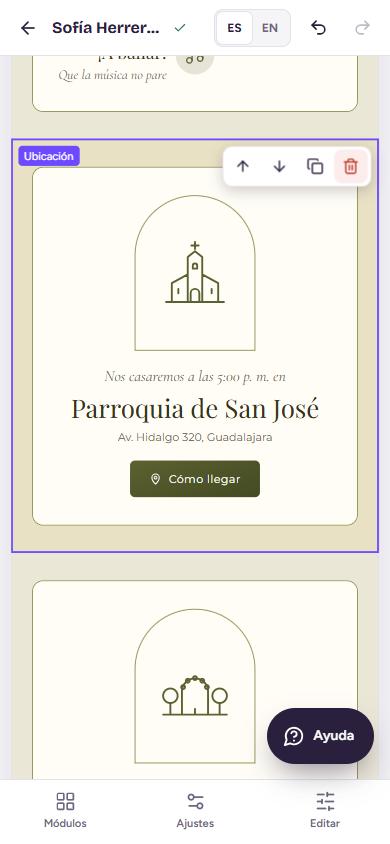 Sofía Herrer...
ES
EN
¡A bailar!
Que la música no pare
Ubicación
Nos casaremos a las 5:00 p. m. en
Parroquia de San José
Av. Hidalgo 320, Guadalajara
Cómo llegar
Ayuda
Módulos
Ajustes
Editar